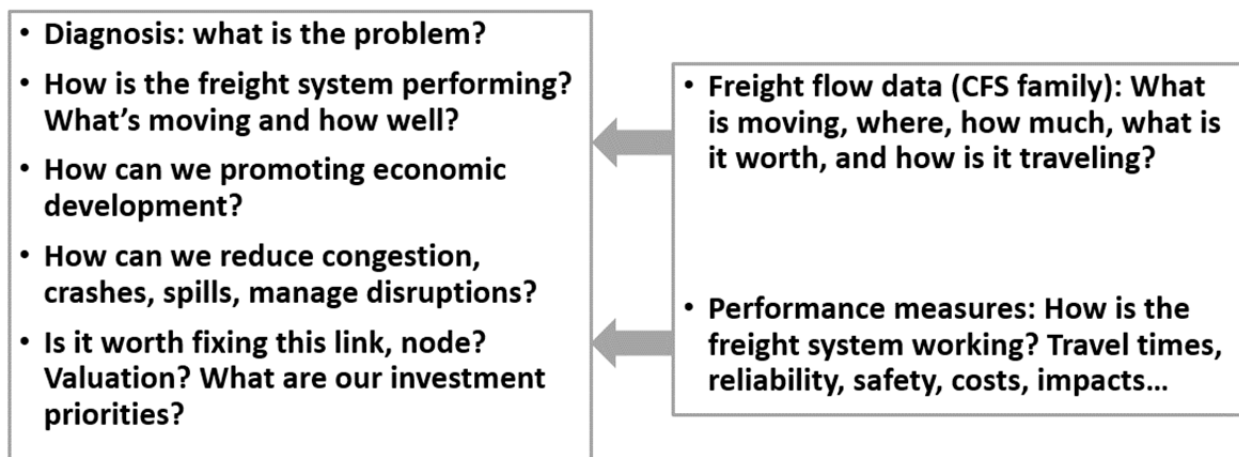 • Diagnosis: what is the problem?
• How is the freight system performing?
What’s moving and how well?
• How can we promoting economic
development?
• How can we reduce congestion,
crashes, spills, manage disruptions?
• Is it worth fixing this link, node?
Valuation? What are our investment
priorities?
• Freight flow data (CFS family): What
is moving, where, how much, what is
it worth, and how is it traveling?
• Performance measures: How is the
freight system working? Travel times,
reliability, safety, costs, impacts…